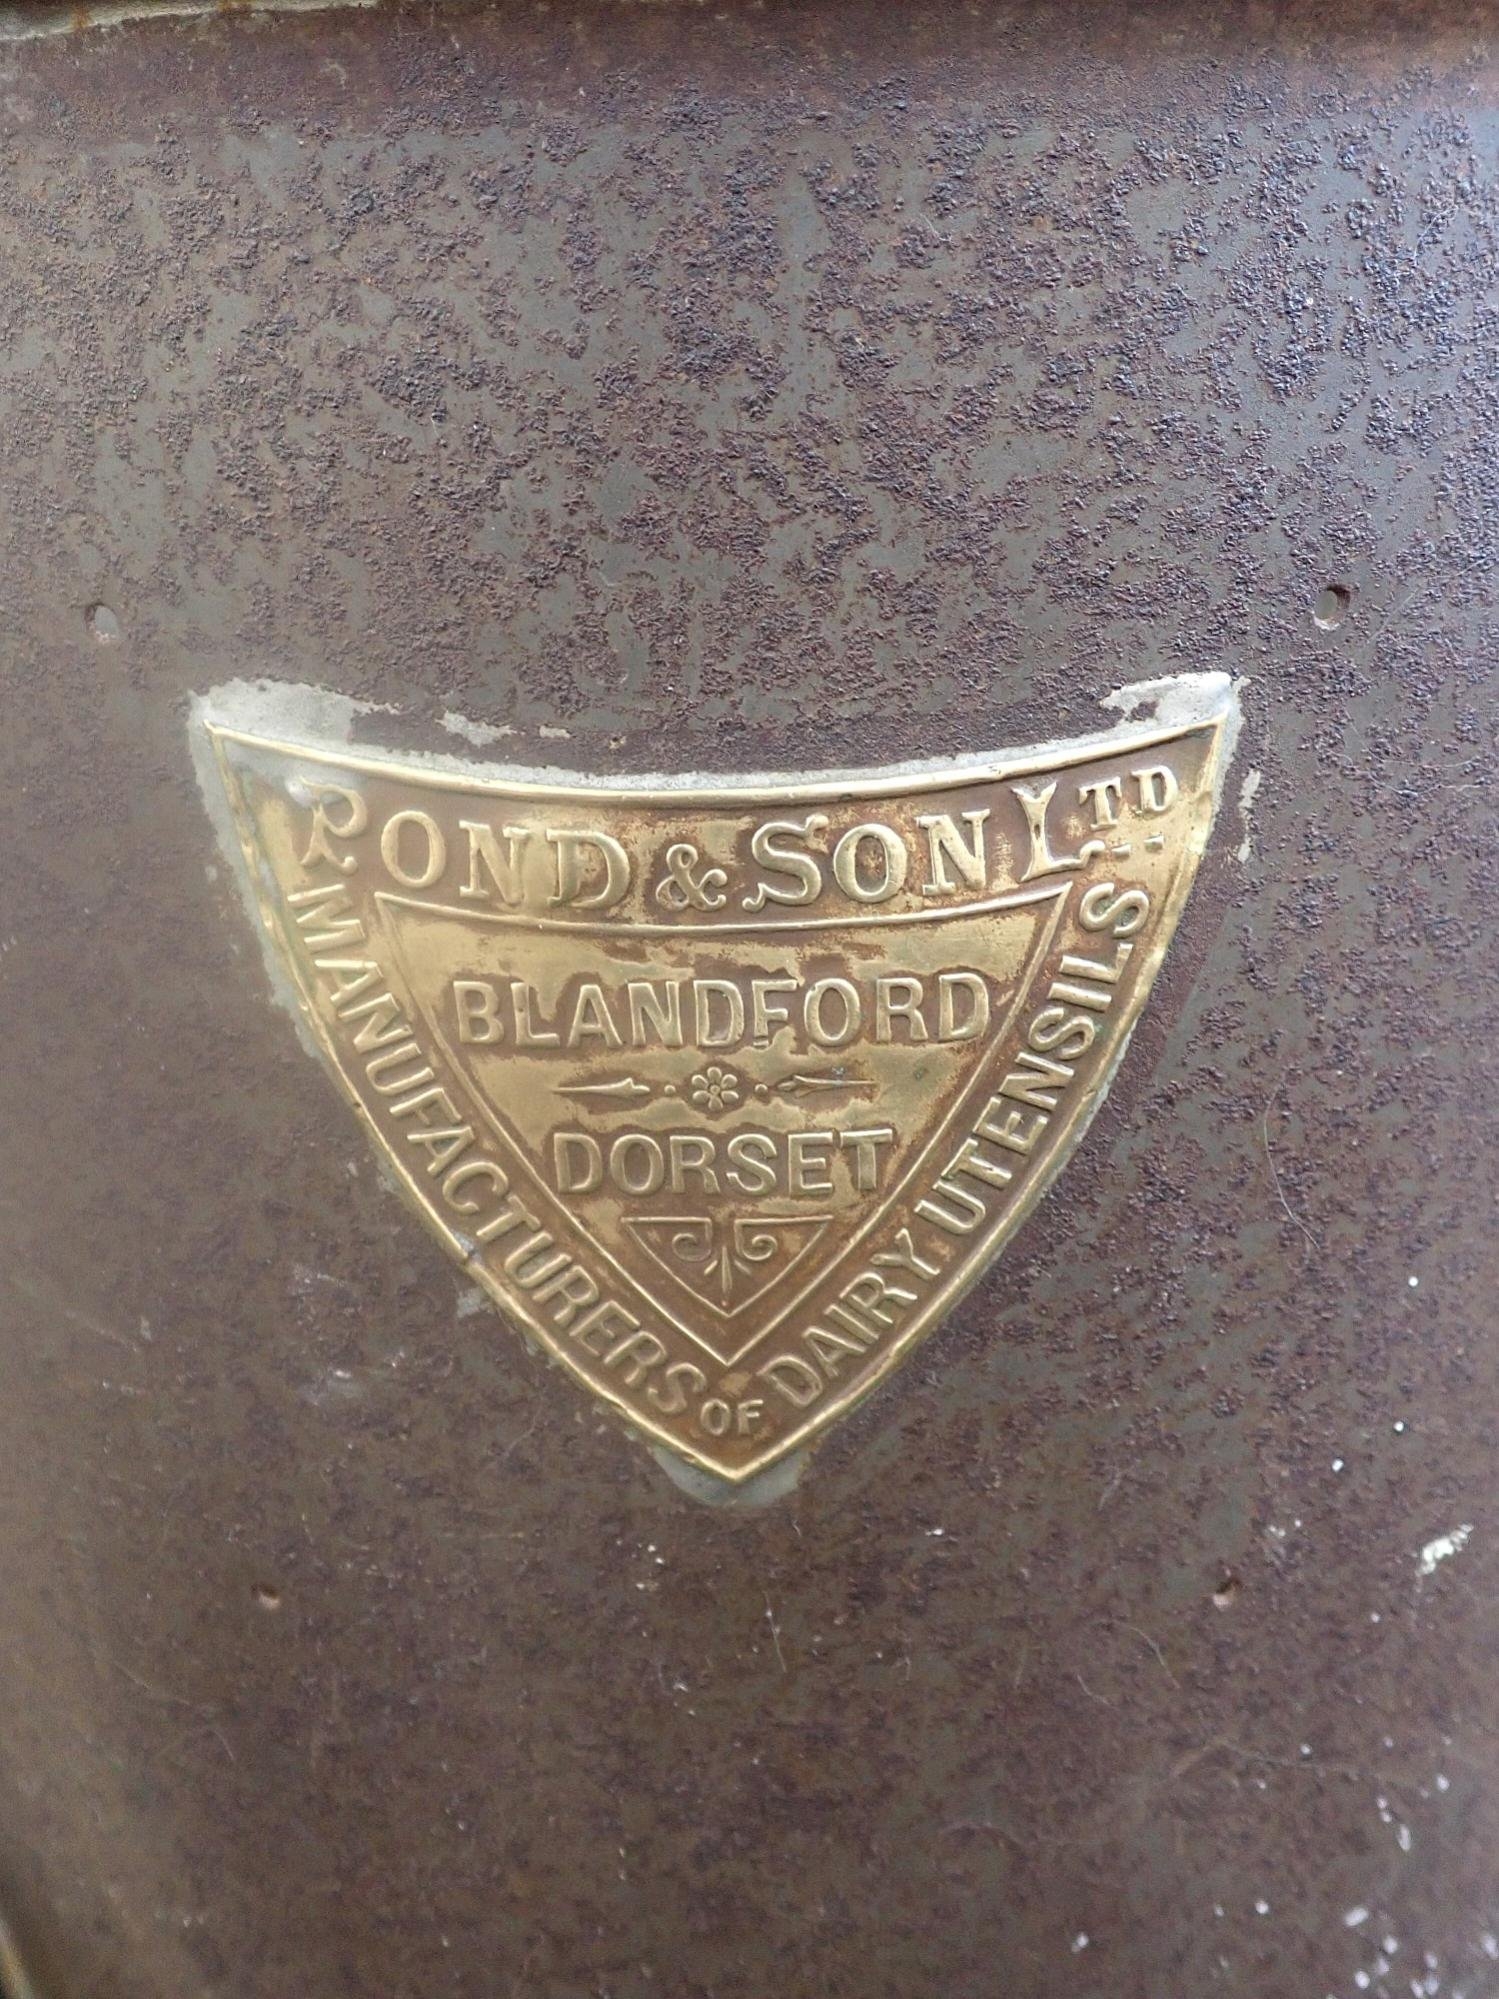 POND & SON LTD
BLANDFORD
DORSET
MANUFACTURERS OF DAIRY UTENSILS